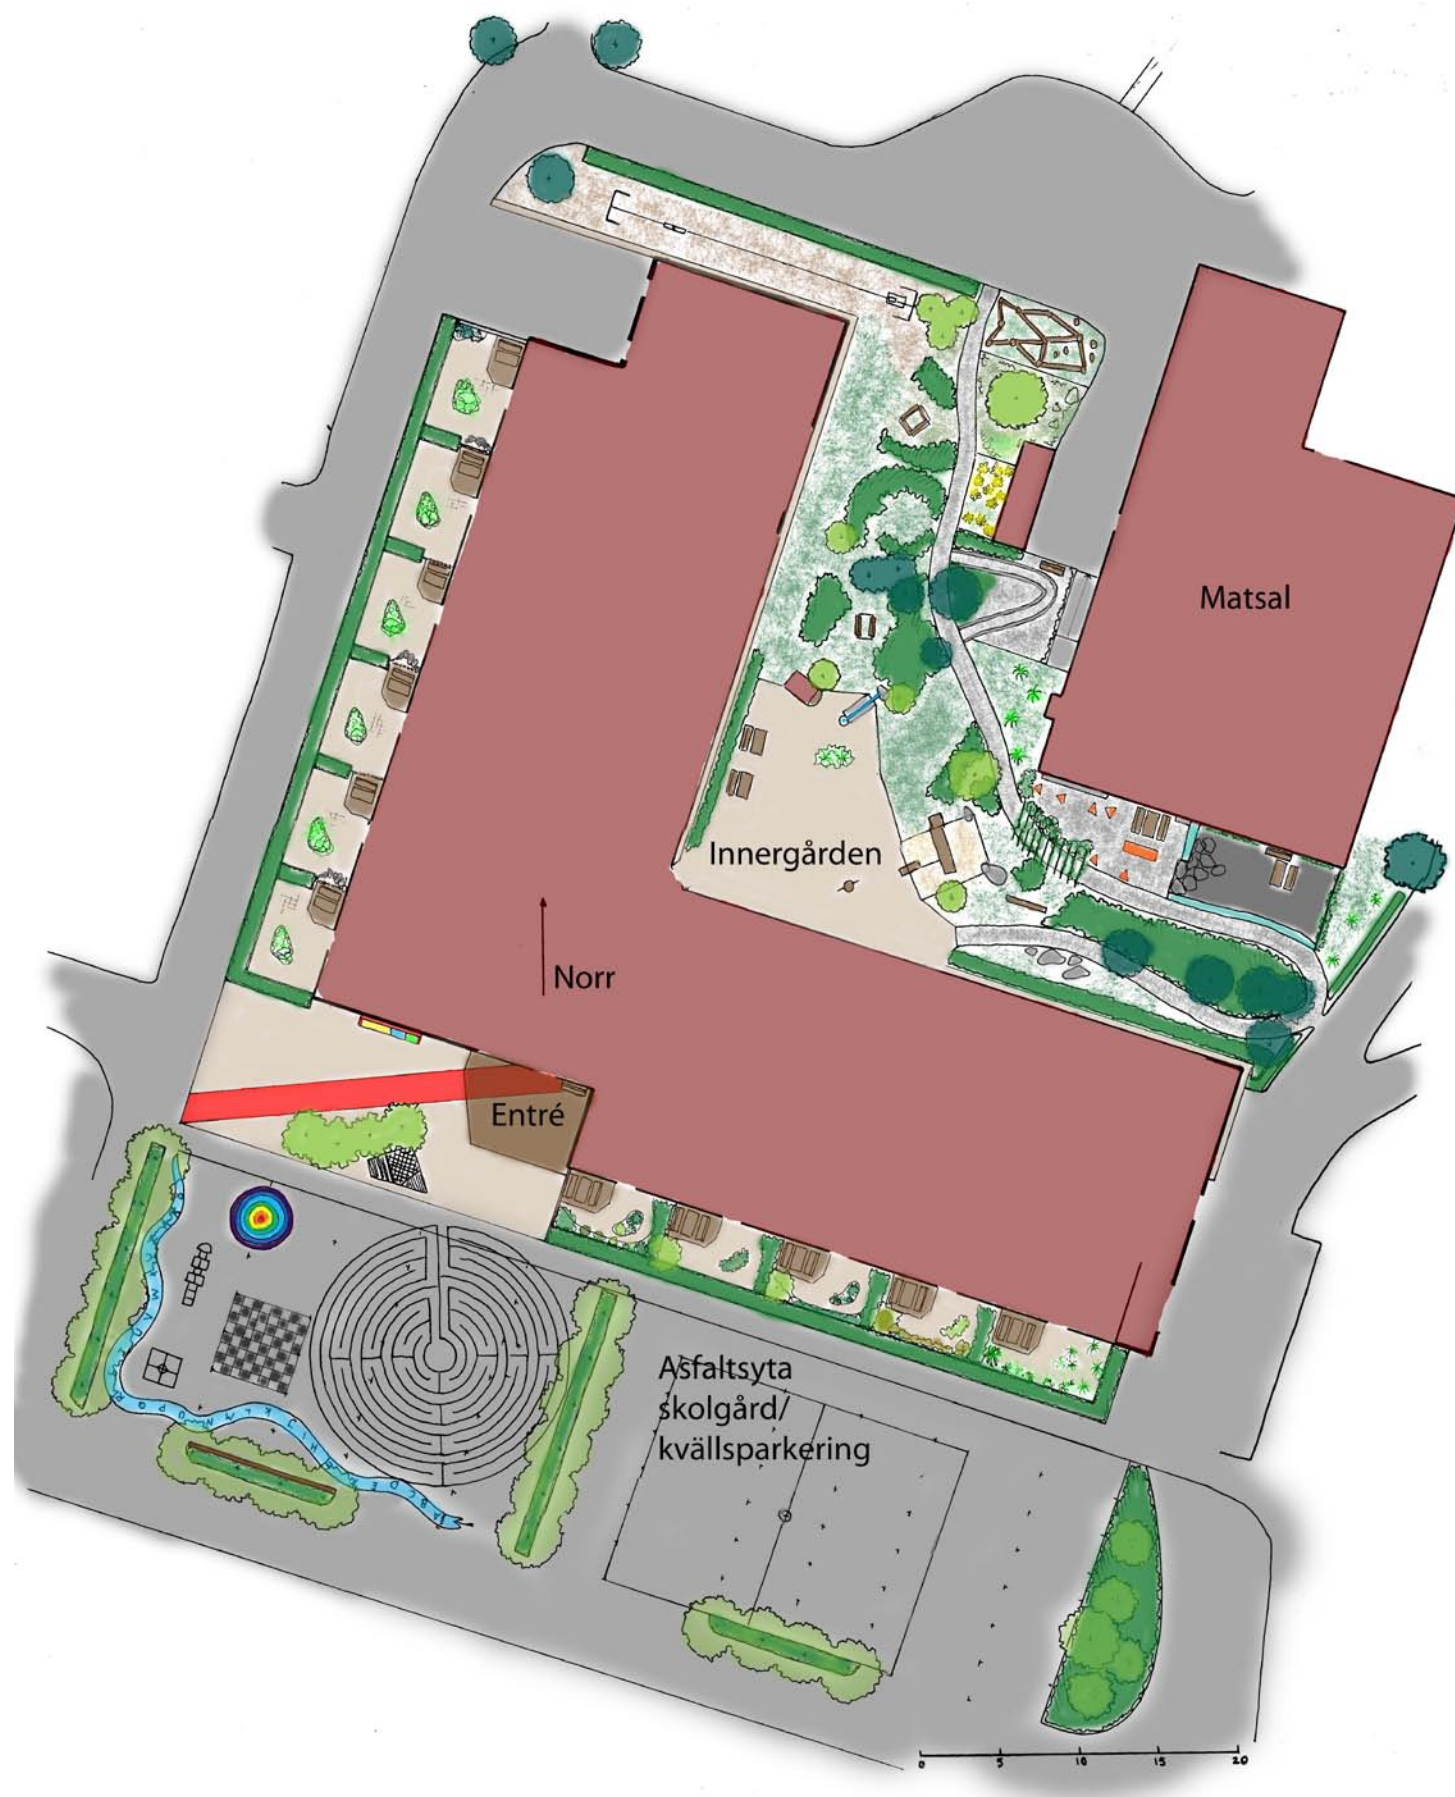 Matsal
Innergården
Norr
Entré
Asfaltsyta
skolgård/
kvällsparkering
0 5 10 15 20